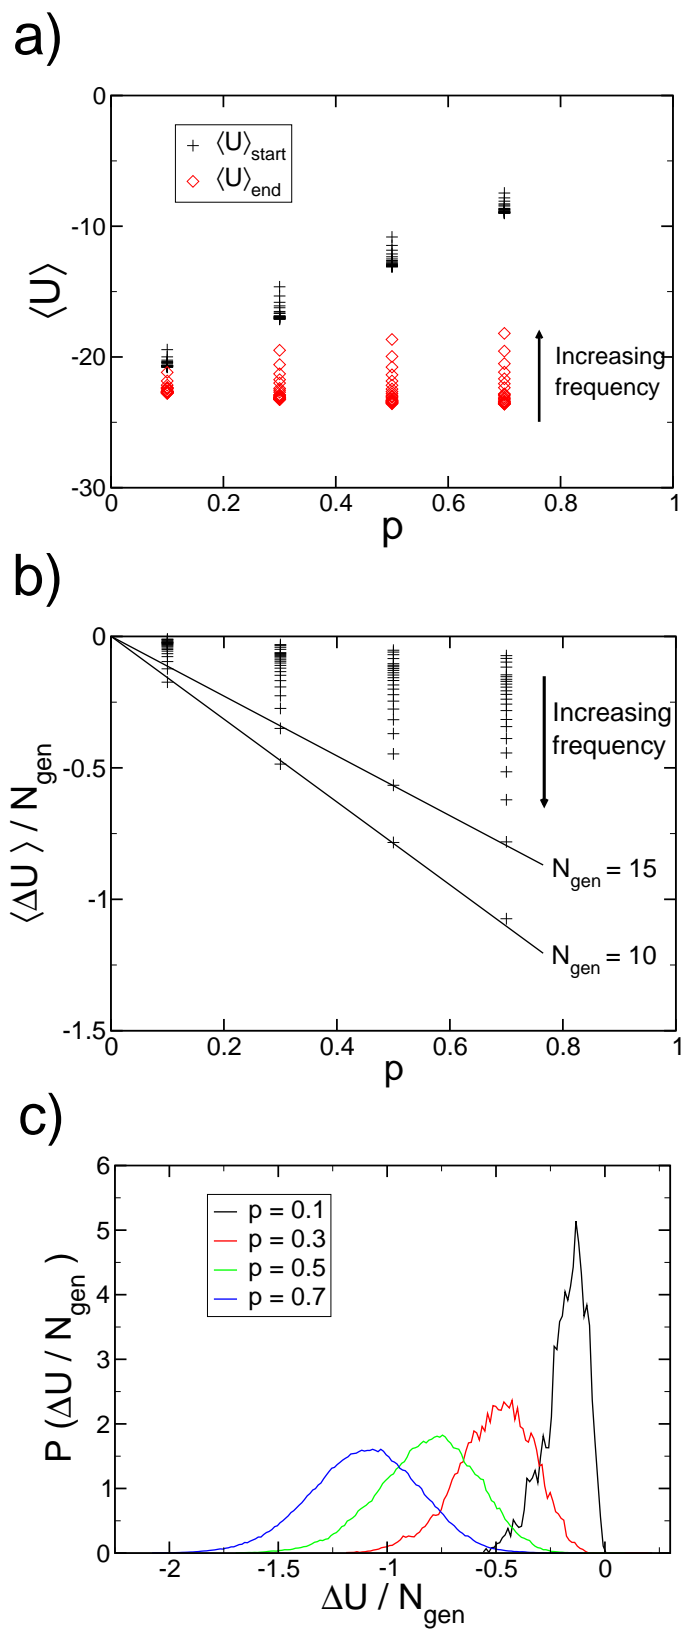 a)
0
-10
-20
-30
⟨U⟩
⟨U⟩start
⟨U⟩end
Increasing
frequency
0 0.2 0.4 0.6 0.8 1
p
b)
0
-0.5
-1
-1.5
⟨ΔU⟩ / Ngen
Increasing
frequency
Ngen = 15
Ngen = 10
0 0.2 0.4 0.6 0.8 1
p
c)
6
5
4
3
2
1
0
P (ΔU / Ngen)
p = 0.1
p = 0.3
p = 0.5
p = 0.7
-2 -1.5 -1 -0.5 0
ΔU / Ngen